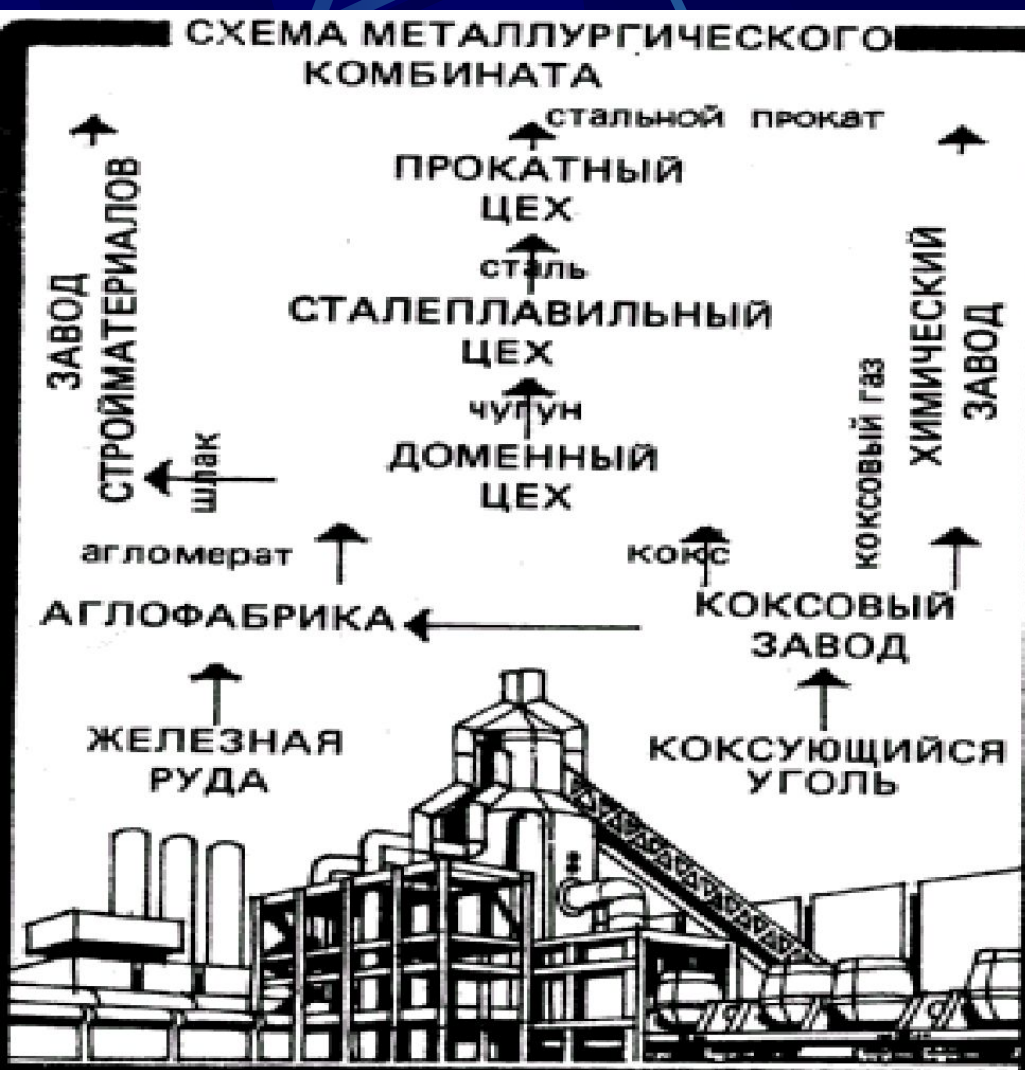 СХЕМА МЕТАЛЛУРГИЧЕСКОГО
КОМБИНАТА
стальной прокат
ПРОКАТНЫЙ
ЦЕХ
сталь
СТАЛЕПЛАВИЛЬНЫЙ
ЦЕХ
чугун
ДОМЕННЫЙ
ЦЕХ
ЗАВОД
СТРОЙМАТЕРИАЛОВ
шлак
коксовый газ
ХИМИЧЕСКИЙ
ЗАВОД
агломерат
кокс
АГЛОФАБРИКА
КОКСОВЫЙ
ЗАВОД
ЖЕЛЕЗНАЯ
РУДА
КОКСУЮЩИЙСЯ
УГОЛЬ